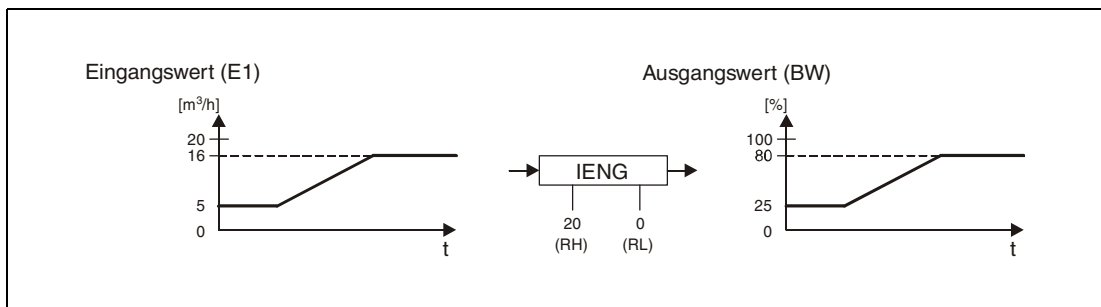 Eingangswert (E1)
[m³/h]
20
16
5
0
t
IENG
20
(RH)
0
(RL)
Ausgangswert (BW)
[%]
100
80
25
0
t